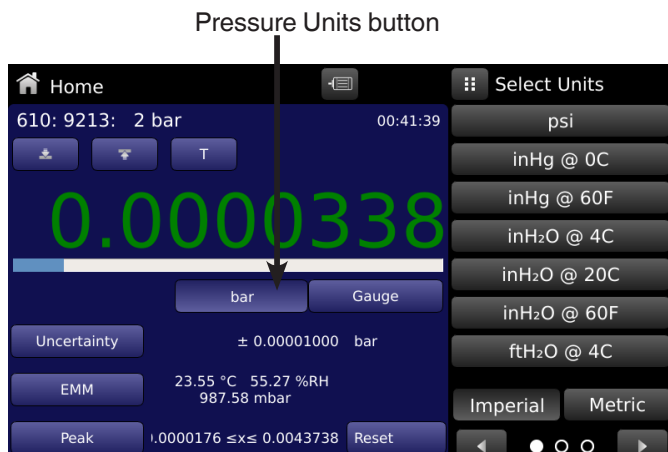 Pressure Units button
Home
610: 9213: 2 bar
00:41:39
T
0.0000338
bar
Gauge
Uncertainty
± 0.00001000 bar
EMM
23.55 °C 55.27 %RH
987.58 mbar
Peak
.0000176 ≤x≤ 0.0043738
Reset
Select Units
psi
inHg @ 0C
inHg @ 60F
inH₂O @ 4C
inH₂O @ 20C
inH₂O @ 60F
ftH₂O @ 4C
Imperial
Metric